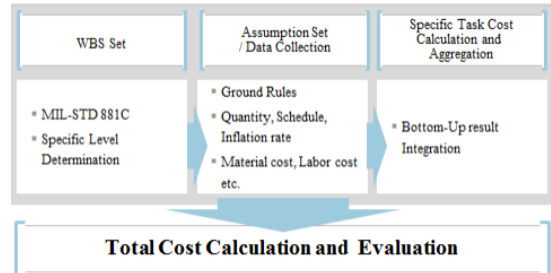 WBS Set
Assumption Set
/ Data Collection
Specific Task Cost
Calculation and
Aggregation
▪ MIL-STD 881C
▪ Specific Level
Determination
▪ Ground Rules
▪ Quantity, Schedule,
Inflation rate
▪ Material cost, Labor cost
etc.
▪ Bottom-Up result
Integration
Total Cost Calculation and Evaluation